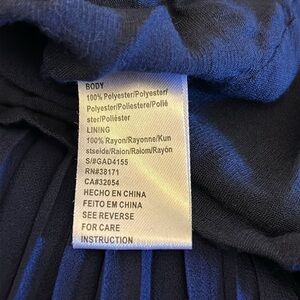 BODY
100% Polyester/Polyester/
Polyester/Poliestere/Polié
ster/Poliéster
LINING
100% Rayon/Rayonne/Kun
stseide/Raion/Raiom/Rayón
S/#GAD4155
RN#38171
CA#32054
HECHO EN CHINA
FEITO EM CHINA
SEE REVERSE
FOR CARE
INSTRUCTION